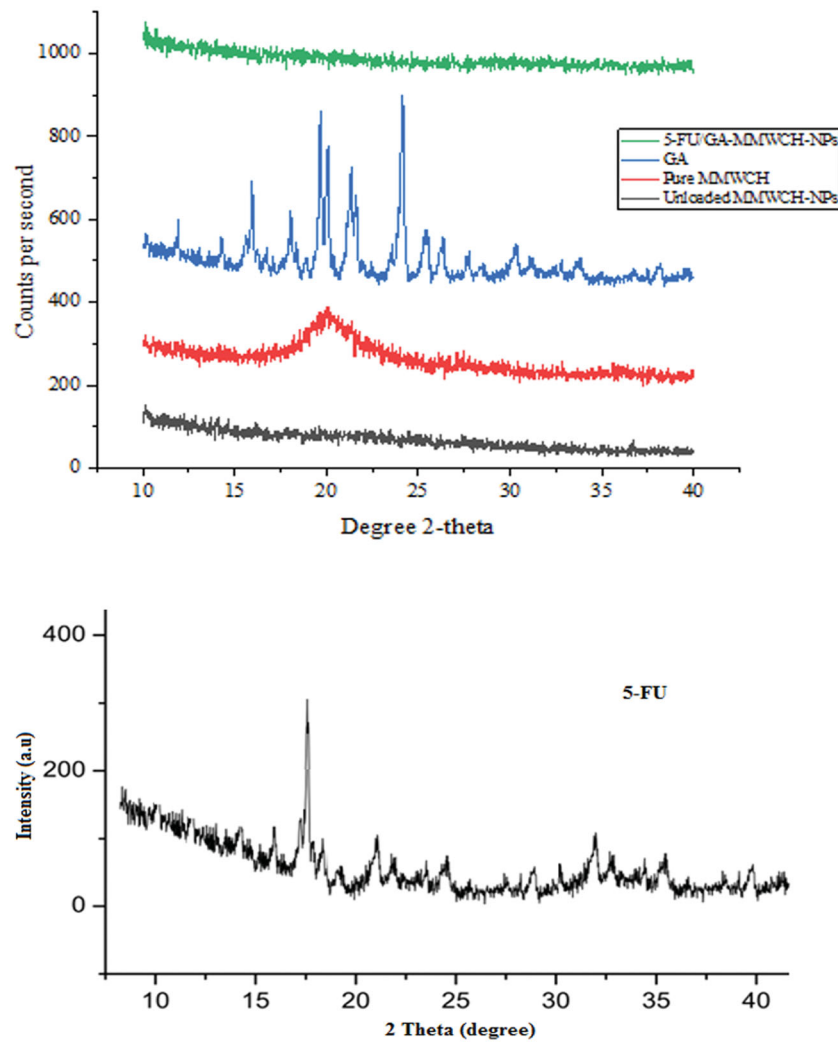 1000
800
600
400
200
0
Counts per second
5-FU/GA-MMWCH-NPs
GA
Pure MMWCH
Unloaded MMWCH-NPs
10 15 20 25 30 35 40
Degree 2-theta
400
200
0
Intensity (a.u)
5-FU
10 15 20 25 30 35 40
2 Theta (degree)